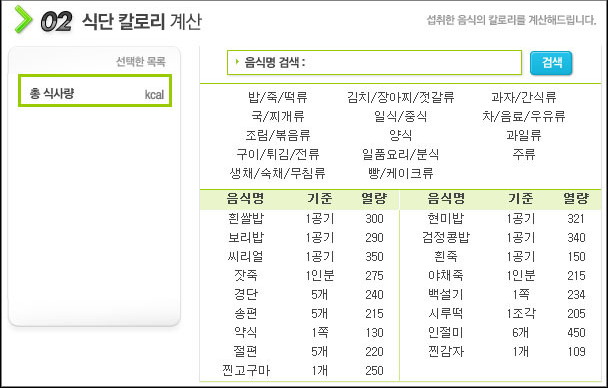 02 식단 칼로리 계산
섭취한 음식의 칼로리를 계산해드립니다.
선택한 목록
총 식사량 kcal
음식명 검색 : 검색
밥/죽/떡류 김치/장아찌/젓갈류 과자/간식류
국/찌개류 일식/중식 차/음료/우유류
조림/볶음류 양식 과일류
구이/튀김/전류 일품요리/분식 주류
생채/숙채/무침류 빵/케이크류
음식명 기준 열량 음식명 기준 열량
흰쌀밥 1공기 300 현미밥 1공기 321
보리밥 1공기 290 검정콩밥 1공기 340
씨리얼 1공기 350 흰죽 1공기 150
잣죽 1인분 275 야채죽 1인분 215
경단 5개 240 백설기 1쪽 234
송편 5개 215 시루떡 1조각 205
약식 1쪽 130 인절미 6개 450
절편 5개 220 찐감자 1개 109
찐고구마 1개 250